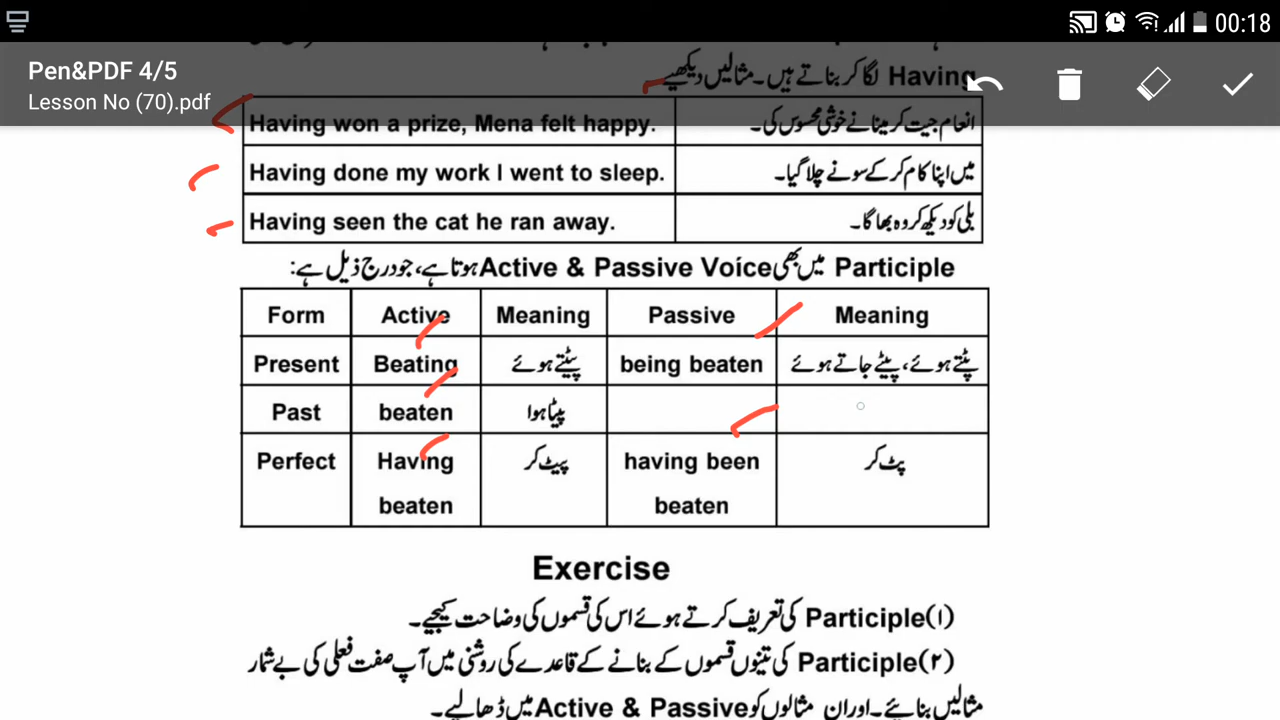 00:18
Pen&PDF 4/5
Lesson No (70).pdf
Having لگا کر بناتے ہیں۔ مثالیں دیکھیے
Having won a prize, Mena felt happy. انعام جیت کر مینا نے خوشی محسوس کی۔
Having done my work I went to sleep. میں اپنا کام کر کے سونے چلا گیا۔
Having seen the cat he ran away. بلی کو دیکھ کر وہ بھاگا۔
Participle میں بھی Active & Passive Voice ہوتا ہے، جو درج ذیل ہے:
Form Active Meaning Passive Meaning
Present Beating پیٹتے ہوئے being beaten پٹتے ہوئے، پیٹے جاتے ہوئے
Past beaten پیٹا ہوا
Perfect Having پیٹ کر having been پٹ کر
beaten beaten
Exercise
(۱) Participle کی تعریف کرتے ہوئے اس کی قسموں کی وضاحت کیجیے۔
(۲) Participle کی تینوں قسموں کے بنانے کے قاعدے کی روشنی میں آپ صفت فعلی کی بے شمار
مثالیں بنائیے۔ اور ان مثالوں کو Active & Passive میں ڈھالیے۔